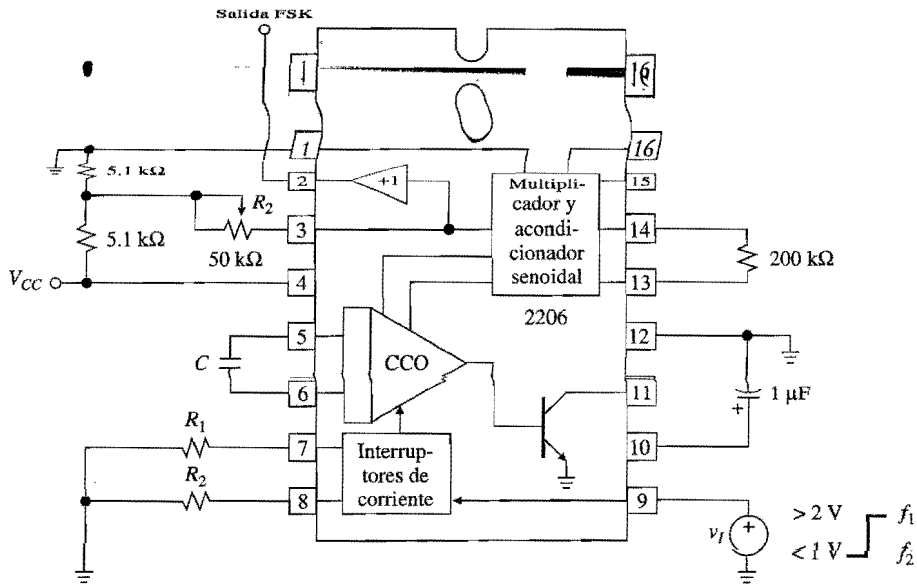 Salida FSK
1
16
1
16
5.1 kΩ
2
+1
Multipli-
cador y
acondi-
cionador
senoidal
15
R2
3
14
5.1 kΩ
50 kΩ
200 kΩ
VCC
4
13
2206
5
12
C
CCO
6
11
1 μF
+
R1
7
Interrup-
tores de
corriente
10
R2
8
9
vI
+
> 2 V
f1
< 1 V
f2